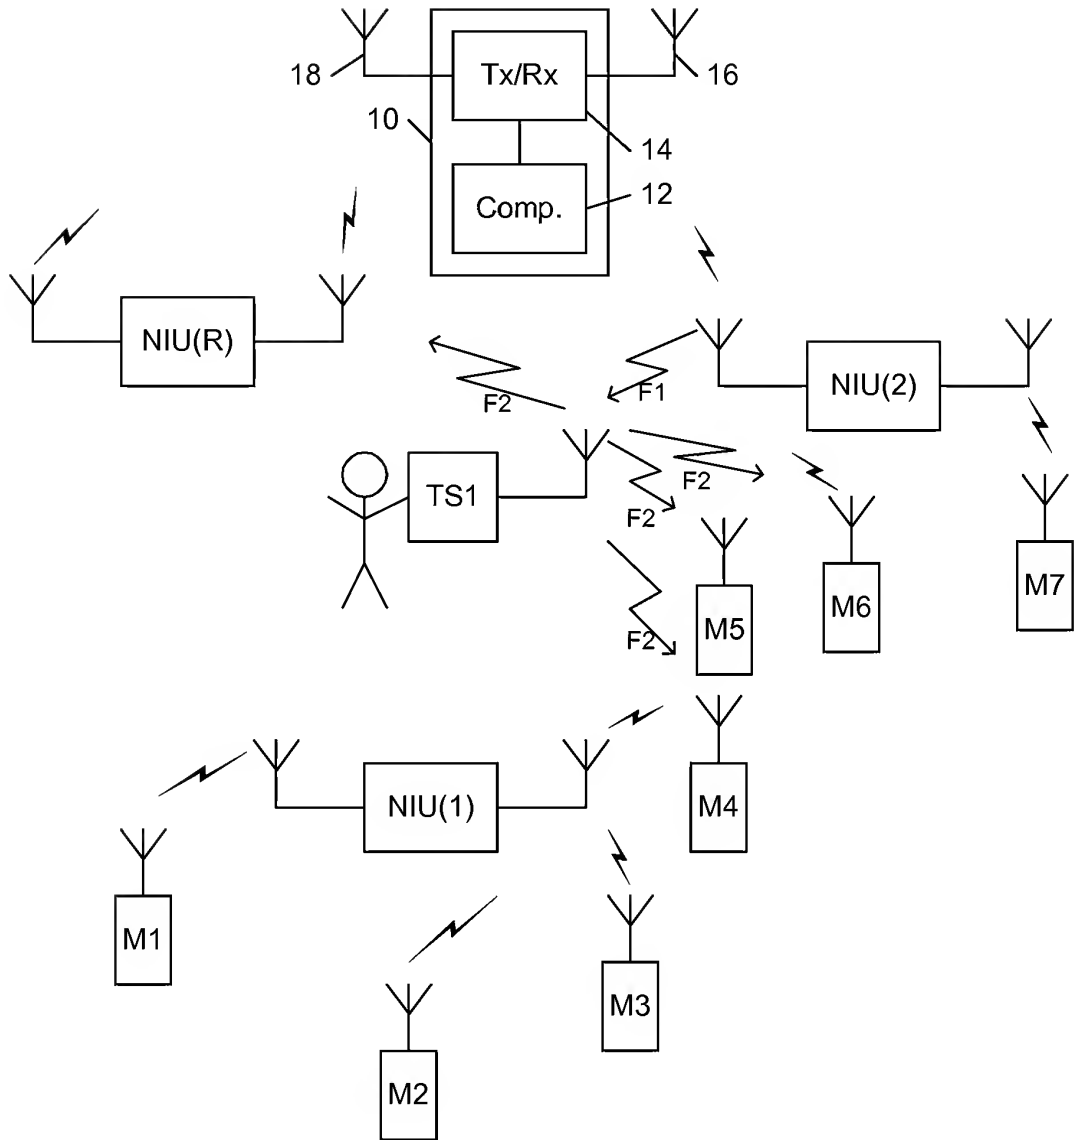 18
Tx/Rx
16
10
14
12
Comp.
NIU(R)
F2
F1
NIU(2)
TS1
F2
F2
M5
M6
M7
F2
NIU(1)
M4
M1
M3
M2